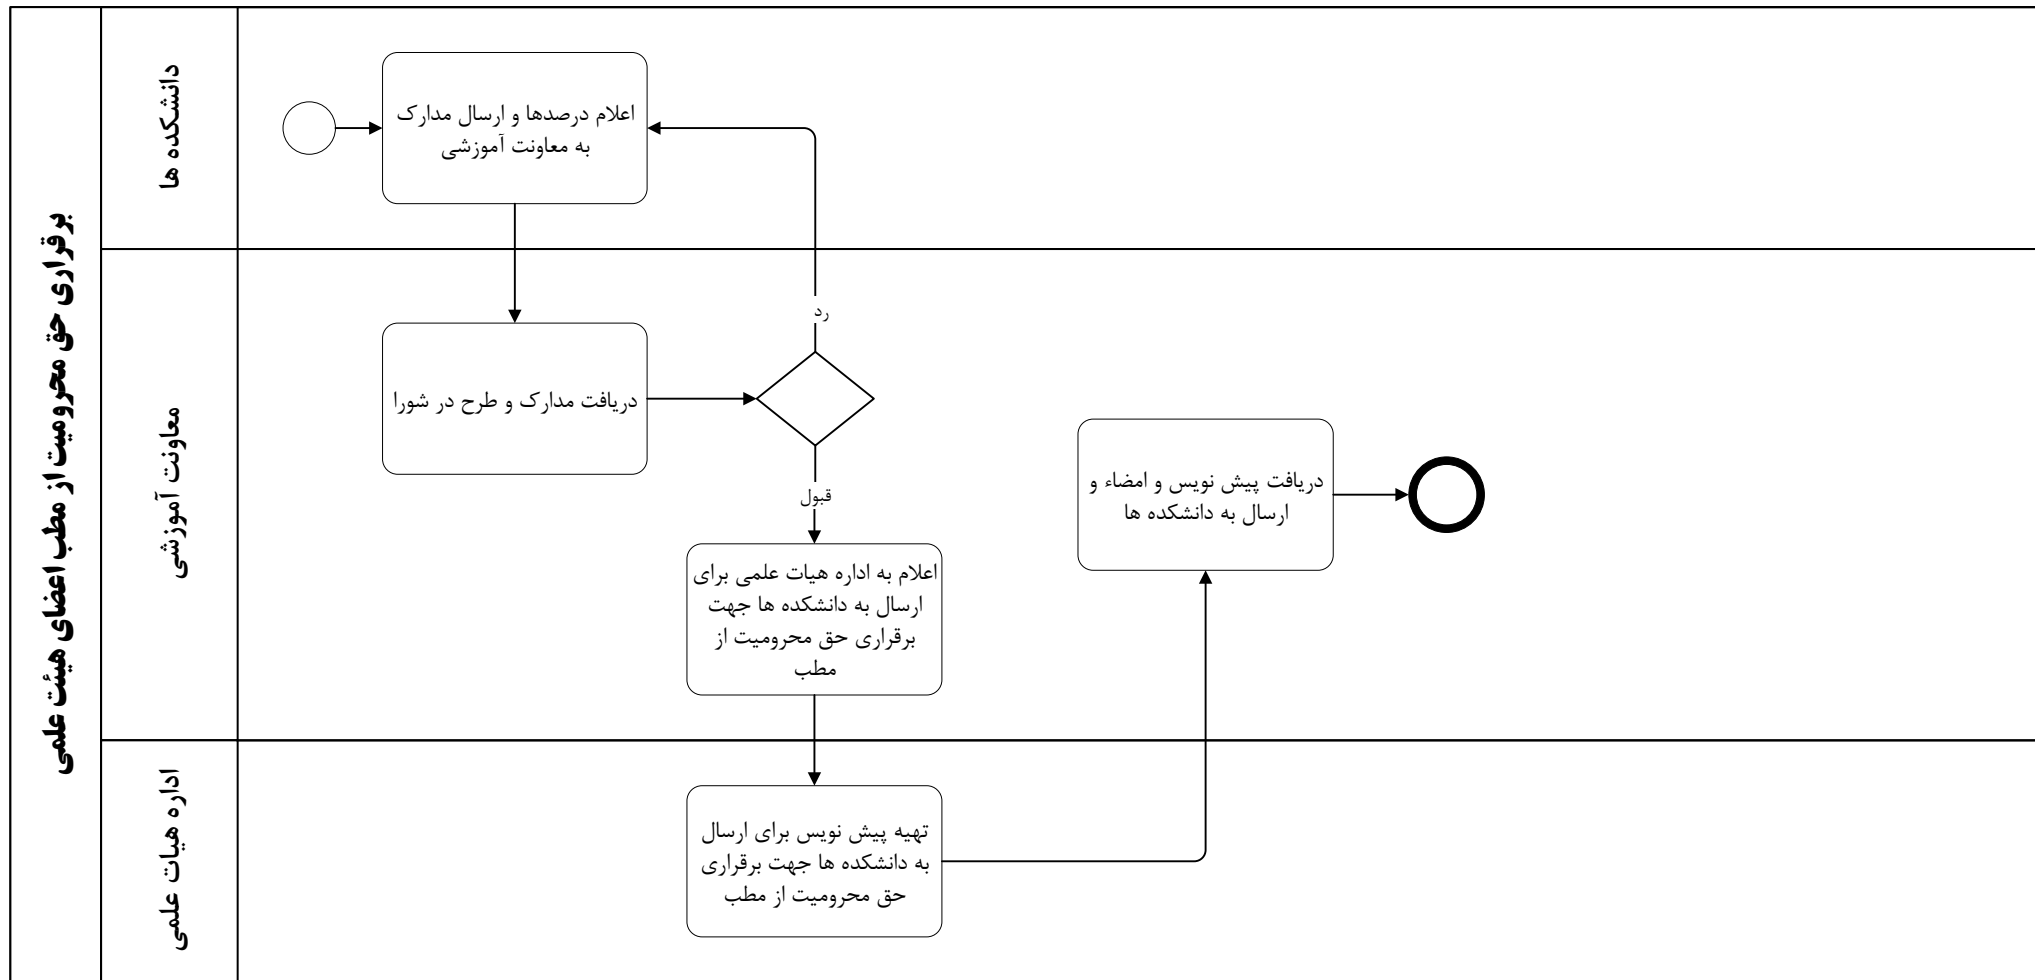 برقراری حق محرومیت از مطب اعضای هیئت علمی
دانشکده ها
اعلام درصدها و ارسال مدارک
به معاونت آموزشی
معاونت آموزشی
دریافت مدارک و طرح در شورا
رد
قبول
اعلام به اداره هیات علمی برای
ارسال به دانشکده ها جهت
برقراری حق محرومیت از
مطب
دریافت پیش نویس و امضاء و
ارسال به دانشکده ها
اداره هیات علمی
تهیه پیش نویس برای ارسال
به دانشکده ها جهت برقراری
حق محرومیت از مطب